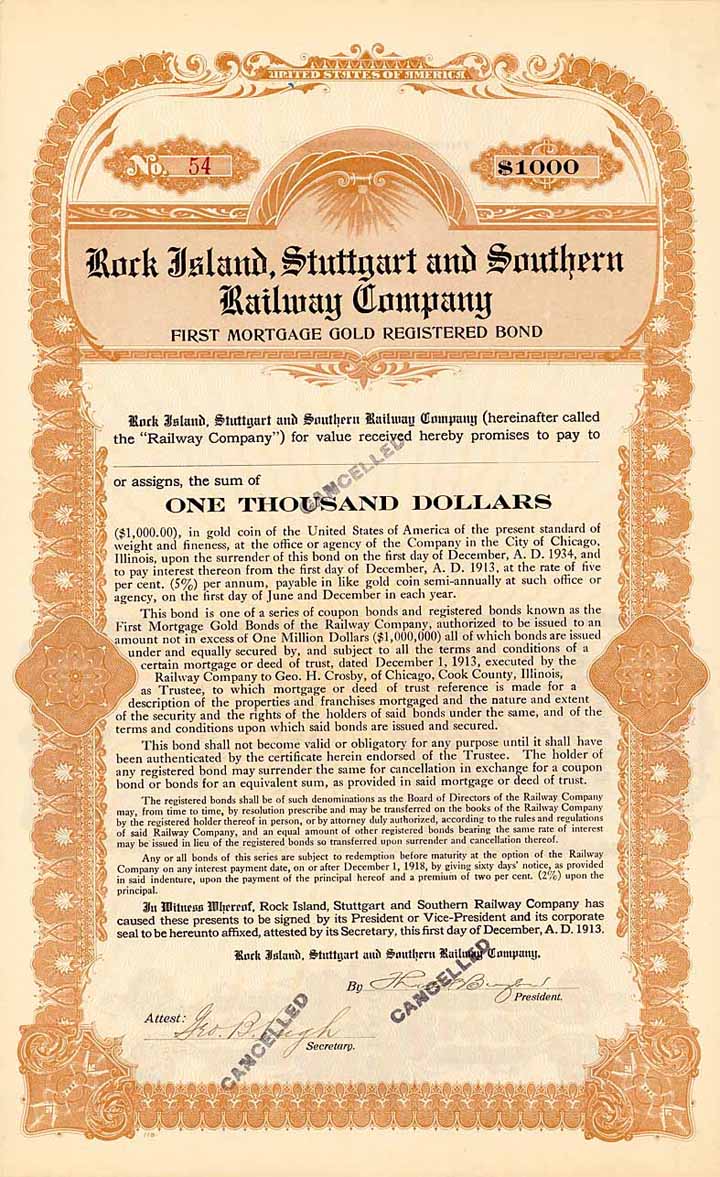 UNITED STATES OF AMERICA
No. 54
$1000
Rock Island, Stuttgart and Southern
Railway Company
FIRST MORTGAGE GOLD REGISTERED BOND
Rock Island, Stuttgart and Southern Railway Company (hereinafter called
the "Railway Company") for value received hereby promises to pay to
or assigns, the sum of
CANCELLED
ONE THOUSAND DOLLARS
($1,000.00), in gold coin of the United States of America of the present standard of
weight and fineness, at the office or agency of the Company in the City of Chicago,
Illinois, upon the surrender of this bond on the first day of December, A. D. 1934, and
to pay interest thereon from the first day of December, A. D. 1913, at the rate of five
per cent. (5%) per annum, payable in like gold coin semi-annually at such office or
agency, on the first day of June and December in each year.
This bond is one of a series of coupon bonds and registered bonds known as the
First Mortgage Gold Bonds of the Railway Company, authorized to be issued to an
amount not in excess of One Million Dollars ($1,000,000) all of which bonds are issued
under and equally secured by, and subject to all the terms and conditions of a
certain mortgage or deed of trust, dated December 1, 1913, executed by the
Railway Company to Geo. H. Crosby, of Chicago, Cook County, Illinois,
as Trustee, to which mortgage or deed of trust reference is made for a
description of the properties and franchises mortgaged and the nature and extent
of the security and the rights of the holders of said bonds under the same, and of the
terms and conditions upon which said bonds are issued and secured.
This bond shall not become valid or obligatory for any purpose until it shall have
been authenticated by the certificate herein endorsed of the Trustee. The holder of
any registered bond may surrender the same for cancellation in exchange for a coupon
bond or bonds for an equivalent sum, as provided in said mortgage or deed of trust.
The registered bonds shall be of such denominations as the Board of Directors of the Railway Company
may, from time to time, by resolution prescribe and may be transferred on the books of the Railway Company
by the registered holder thereof in person, or by attorney duly authorized, according to the rules and regulations
of said Railway Company, and an equal amount of other registered bonds bearing the same rate of interest
may be issued in lieu of the registered bonds so transferred upon surrender and cancellation thereof.
Any or all bonds of this series are subject to redemption before maturity at the option of the Railway
Company on any interest payment date, on or after December 1, 1918, by giving sixty days' notice, as provided
in said indenture, upon the payment of the principal hereof and a premium of two per cent. (2%) upon the
principal.
In Witness Whereof, Rock Island, Stuttgart and Southern Railway Company has
caused these presents to be signed by its President or Vice-President and its corporate
seal to be hereunto affixed, attested by its Secretary, this first day of December, A. D. 1913.
Rock Island, Stuttgart and Southern Railway Company,
By
President.
CANCELLED
Attest: Geo. B.
Secretary.
CANCELLED